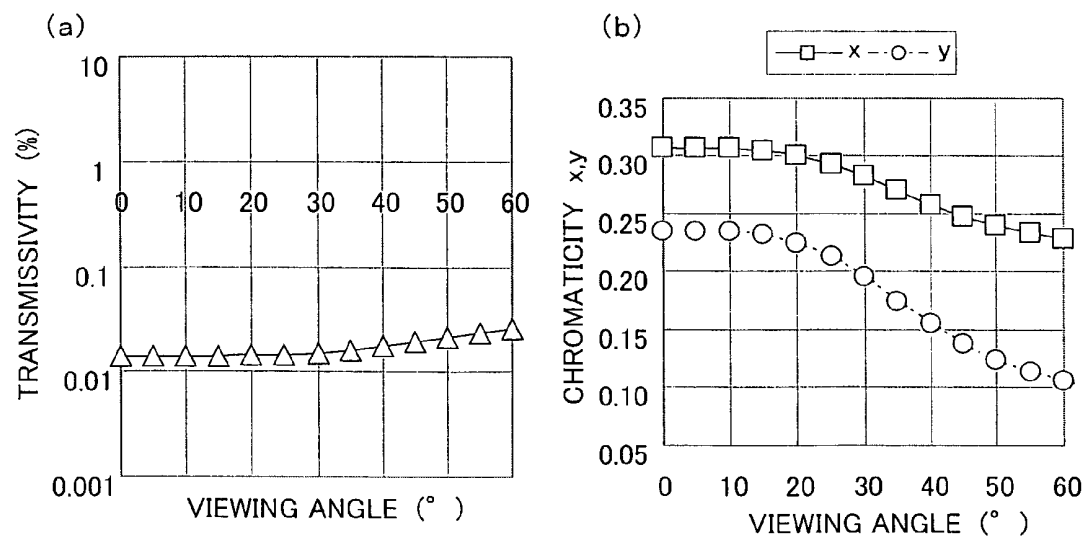 (a)
TRANSMISSIVITY (%)
10
1
0 10 20 30 40 50 60
0.1
0.01
0.001
VIEWING ANGLE (°)
(b)
x y
CHROMATICITY x,y
0.35
0.30
0.25
0.20
0.15
0.10
0.05
0 10 20 30 40 50 60
VIEWING ANGLE (°)